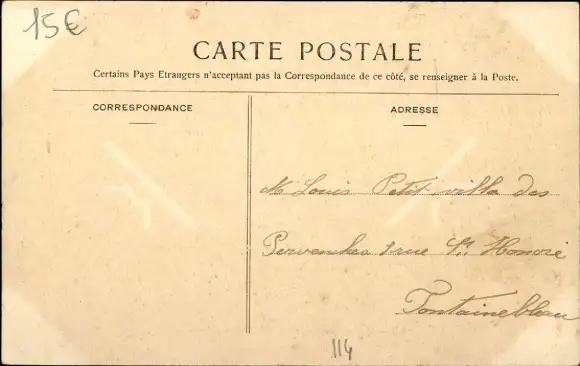 15€
CARTE POSTALE
Certains Pays Etrangers n'acceptant pas la Correspondance de ce côté, se renseigner à la Poste.
CORRESPONDANCE
ADRESSE
M Louis Petit villa des
Pervenches 1 rue St Honoré
Fontainebleau
114